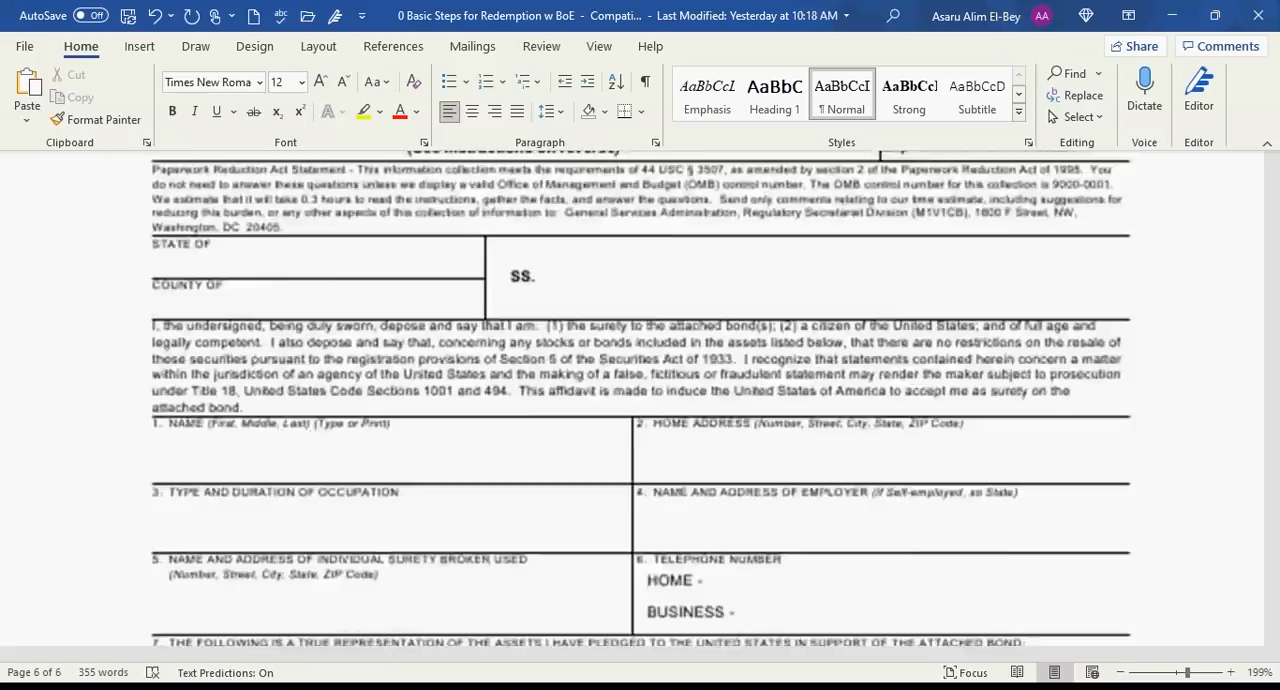 AutoSave Off 0 Basic Steps for Redemption w BoE - Compati... - Last Modified: Yesterday at 10:18 AM Asaru Alim El-Bey AA
File Home Insert Draw Design Layout References Mailings Review View Help Share Comments
Paste Cut Copy Format Painter
Times New Roma 12
B I U ab x₂ x² A A
AaBbCcI Emphasis
AaBbC Heading 1
AaBbCcI ¶ Normal
AaBbCcI Strong
AaBbCcD Subtitle
Find Replace Select
Dictate
Editor
Clipboard Font Paragraph Styles Editing Voice Editor
Paperwork Reduction Act Statement - This information collection meets the requirements of 44 USC § 3507, as amended by section 2 of the Paperwork Reduction Act of 1995. You
do not need to answer these questions unless we display a valid Office of Management and Budget (OMB) control number. The OMB control number for this collection is 9000-0001.
We estimate that it will take 0.3 hours to read the instructions, gather the facts, and answer the questions. Send only comments relating to our time estimate, including suggestions for
reducing this burden, or any other aspects of this collection of information to: General Services Administration, Regulatory Secretariat Division (M1V1CB), 1800 F Street, NW,
Washington, DC 20405.
STATE OF
COUNTY OF
SS.
I, the undersigned, being duly sworn, depose and say that I am: (1) the surety to the attached bond(s); (2) a citizen of the United States; and of full age and
legally competent. I also depose and say that, concerning any stocks or bonds included in the assets listed below, that there are no restrictions on the resale of
these securities pursuant to the registration provisions of Section 5 of the Securities Act of 1933. I recognize that statements contained herein concern a matter
within the jurisdiction of an agency of the United States and the making of a false, fictitious or fraudulent statement may render the maker subject to prosecution
under Title 18, United States Code Sections 1001 and 494. This affidavit is made to induce the United States of America to accept me as surety on the
attached bond.
1. NAME (First, Middle, Last) (Type or Print)
2. HOME ADDRESS (Number, Street, City, State, ZIP Code)
3. TYPE AND DURATION OF OCCUPATION
4. NAME AND ADDRESS OF EMPLOYER (If Self-employed, so State)
5. NAME AND ADDRESS OF INDIVIDUAL SURETY BROKER USED
(Number, Street, City, State, ZIP Code)
6. TELEPHONE NUMBER
HOME -
BUSINESS -
7. THE FOLLOWING IS A TRUE REPRESENTATION OF THE ASSETS I HAVE PLEDGED TO THE UNITED STATES IN SUPPORT OF THE ATTACHED BOND:
Page 6 of 6 355 words Text Predictions: On Focus 199%